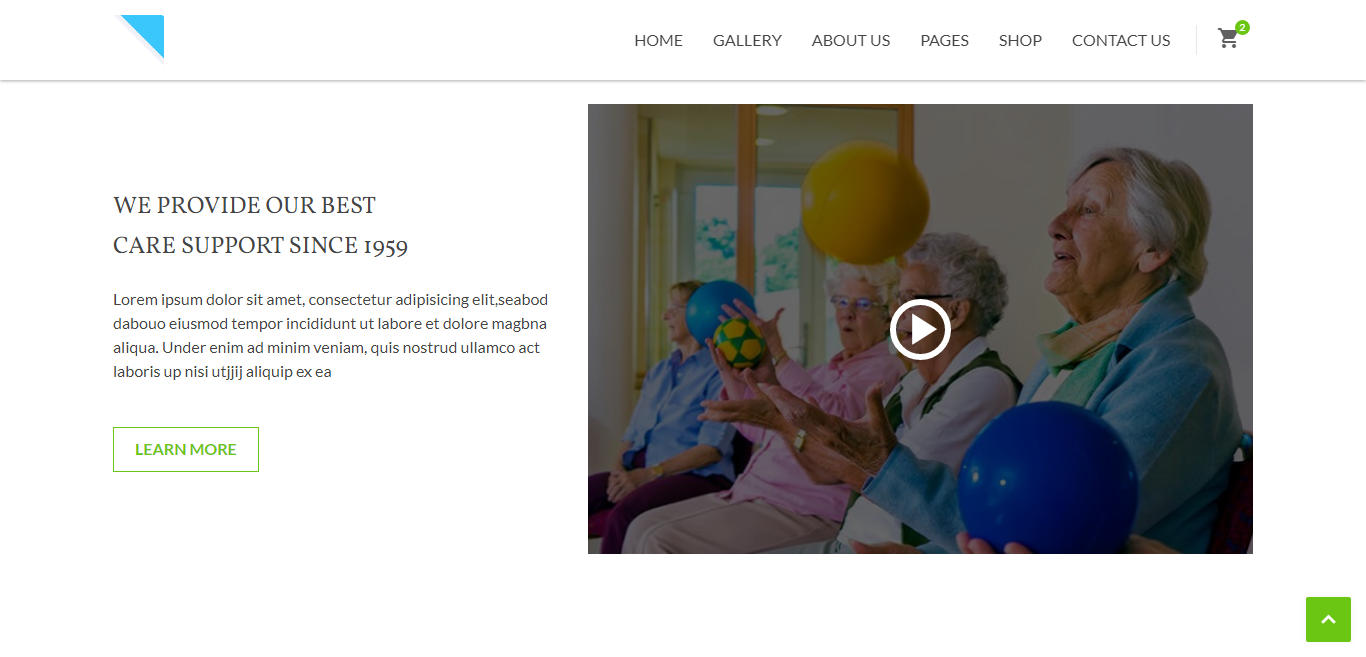 HOME GALLERY ABOUT US PAGES SHOP CONTACT US 2
WE PROVIDE OUR BEST
CARE SUPPORT SINCE 1959
Lorem ipsum dolor sit amet, consectetur adipisicing elit,seabod
dabouo eiusmod tempor incididunt ut labore et dolore magbna
aliqua. Under enim ad minim veniam, quis nostrud ullamco act
laboris up nisi utjjij aliquip ex ea
LEARN MORE